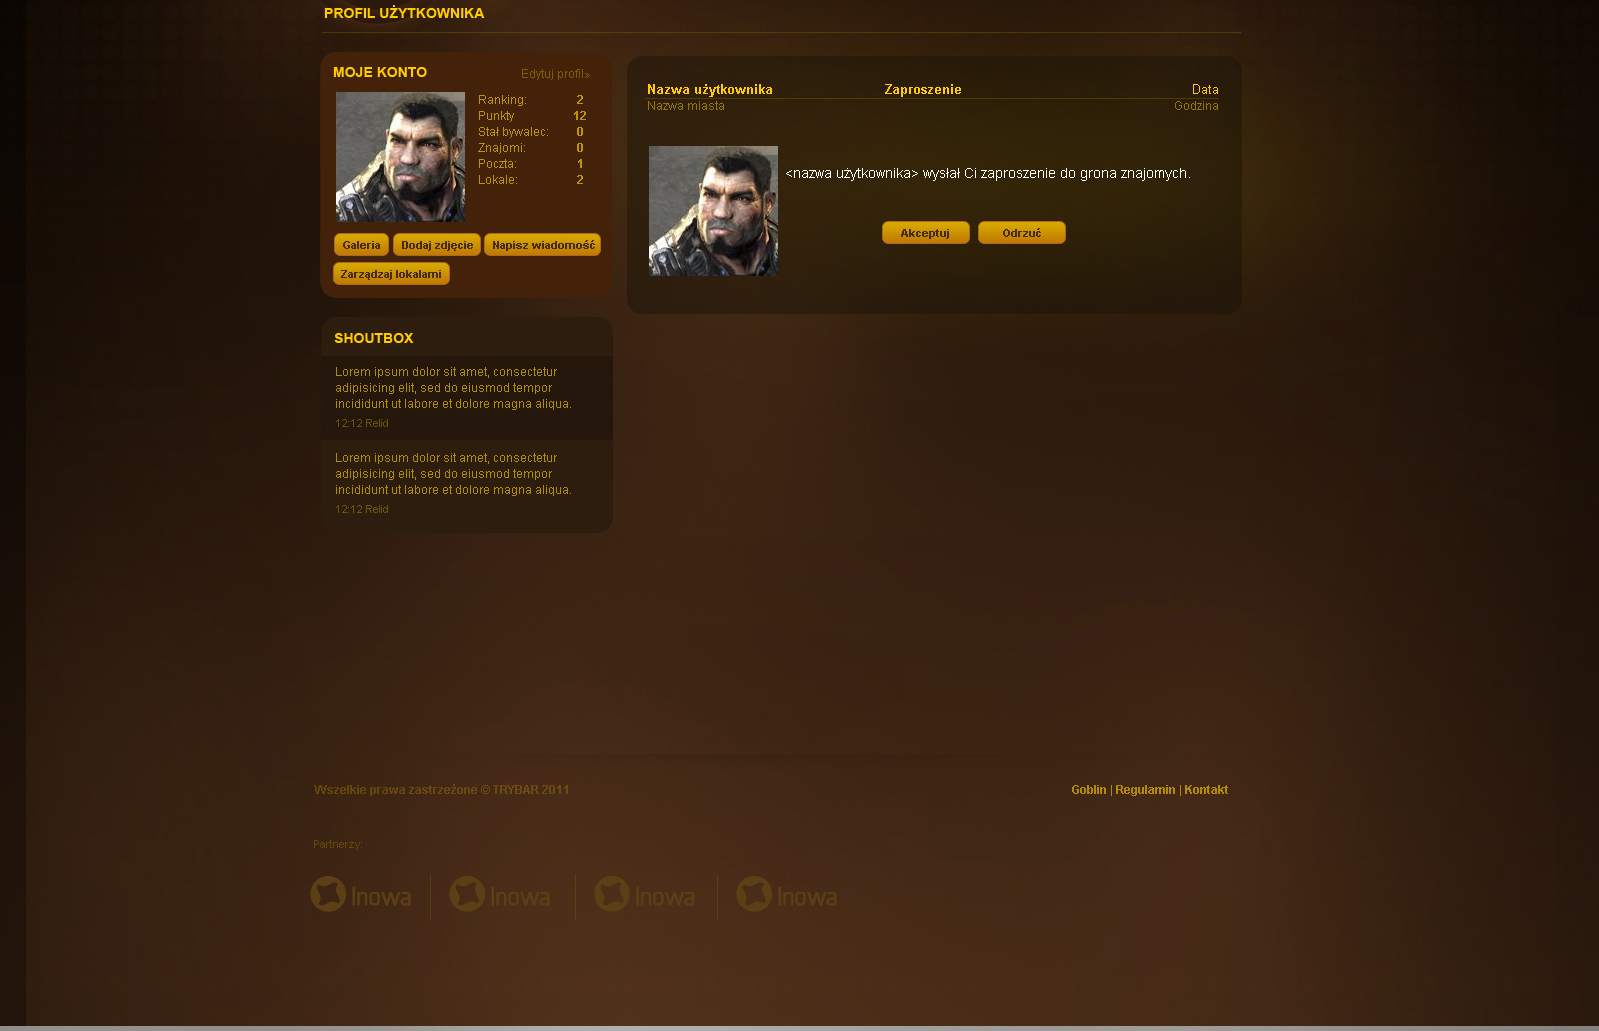 PROFIL UŻYTKOWNIKA
MOJE KONTO
Edytuj profil»
Ranking: 2
Punkty 12
Stał bywalec: 0
Znajomi: 0
Poczta: 1
Lokale: 2
Galeria
Dodaj zdjęcie
Napisz wiadomość
Zarządzaj lokalami
Nazwa użytkownika
Zaproszenie
Data
Nazwa miasta
Godzina
<nazwa użytkownika> wysłał Ci zaproszenie do grona znajomych.
Akceptuj
Odrzuć
SHOUTBOX
Lorem ipsum dolor sit amet, consectetur
adipisicing elit, sed do eiusmod tempor
incididunt ut labore et dolore magna aliqua.
12:12 Relid
Lorem ipsum dolor sit amet, consectetur
adipisicing elit, sed do eiusmod tempor
incididunt ut labore et dolore magna aliqua.
12:12 Relid
Wszelkie prawa zastrzeżone © TRYBAR 2011
Goblin | Regulamin | Kontakt
Partnerzy:
Inowa
Inowa
Inowa
Inowa